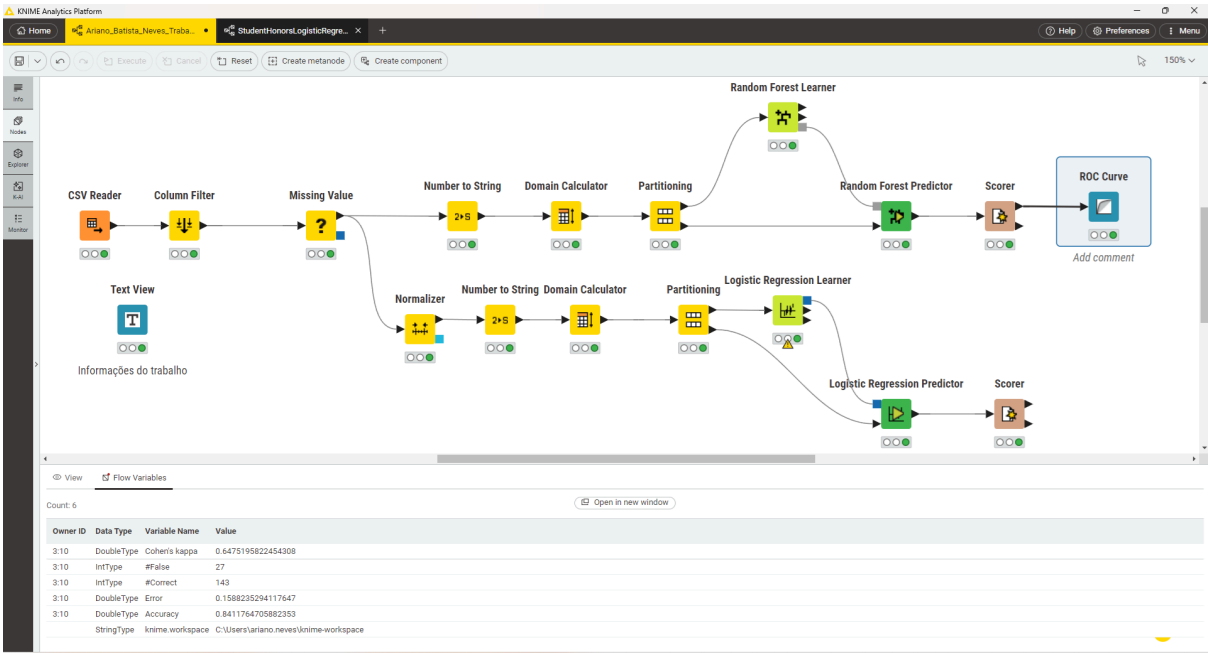 KNIME Analytics Platform
Home
Ariano_Batista_Neves_Traba...
StudentHonorsLogisticRegre...
Help
Preferences
Menu
Execute
Cancel
Reset
Create metanode
Create component
150%
Info
Nodes
Explorer
K-AI
Monitor
Random Forest Learner
CSV Reader
Column Filter
Missing Value
Number to String
Domain Calculator
Partitioning
Random Forest Predictor
Scorer
ROC Curve
2▸S
?
Add comment
Text View
T
Informações do trabalho
Normalizer
Number to String
Domain Calculator
Partitioning
Logistic Regression Learner
2▸S
Logistic Regression Predictor
Scorer
View
Flow Variables
Count: 6
Open in new window
Owner ID Data Type Variable Name Value
3:10 DoubleType Cohen's kappa 0.6475195822454308
3:10 IntType #False 27
3:10 IntType #Correct 143
3:10 DoubleType Error 0.1588235294117647
3:10 DoubleType Accuracy 0.8411764705882353
StringType knime.workspace C:\Users\ariano.neves\knime-workspace